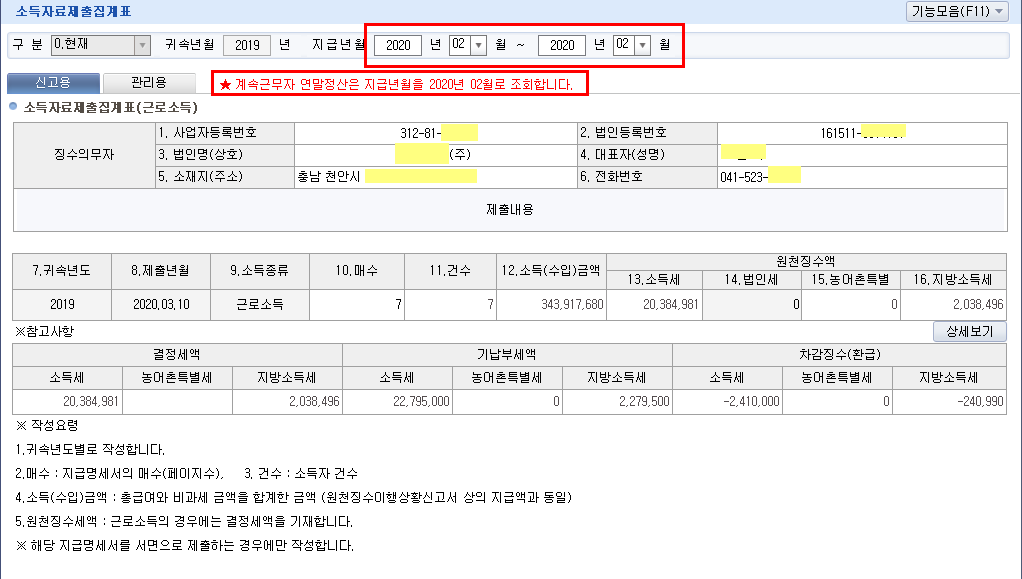 소득자료제출집계표 기능모음(F11)
구 분 0.현재 귀속년월 2019 년 지급년월 2020 년 02 월 ~ 2020 년 02 월
신고용 관리용 ★ 계속근무자 연말정산은 지급년월을 2020년 02월로 조회합니다.
소득자료제출집계표(근로소득)
징수의무자
1. 사업자등록번호 312-81- 2. 법인등록번호 161511-
3. 법인명(상호) (주) 4. 대표자(성명)
5. 소재지(주소) 충남 천안시 6. 전화번호 041-523-
제출내용
7.귀속년도 8.제출년월 9.소득종류 10.매수 11.건수 12.소득(수입)금액 원천징수액
13.소득세 14.법인세 15.농어촌특별 16.지방소득세
2019 2020.03.10 근로소득 7 7 343,917,680 20,384,981 0 0 2,038,496
※참고사항 상세보기
결정세액 기납부세액 차감징수(환급)
소득세 농어촌특별세 지방소득세 소득세 농어촌특별세 지방소득세 소득세 농어촌특별세 지방소득세
20,384,981 2,038,496 22,795,000 0 2,279,500 -2,410,000 0 -240,990
※ 작성요령
1.귀속년도별로 작성합니다.
2.매수 : 지급명세서의 매수(페이지수), 3. 건수 : 소득자 건수
4.소득(수입)금액 : 총급여와 비과세 금액을 합계한 금액 (원천징수이행상황신고서 상의 지급액과 동일)
5.원천징수세액 : 근로소득의 경우에는 결정세액을 기재합니다.
※ 해당 지급명세서를 서면으로 제출하는 경우에만 작성합니다.